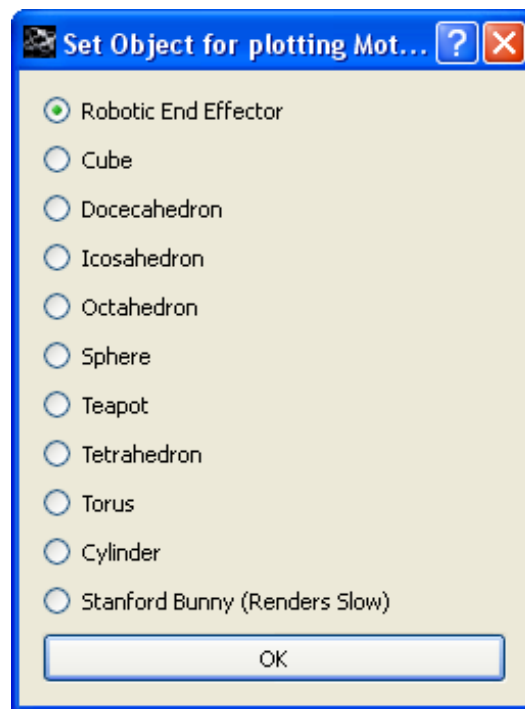 Set Object for plotting Mot...
Robotic End Effector
Cube
Docecahedron
Icosahedron
Octahedron
Sphere
Teapot
Tetrahedron
Torus
Cylinder
Stanford Bunny (Renders Slow)
OK